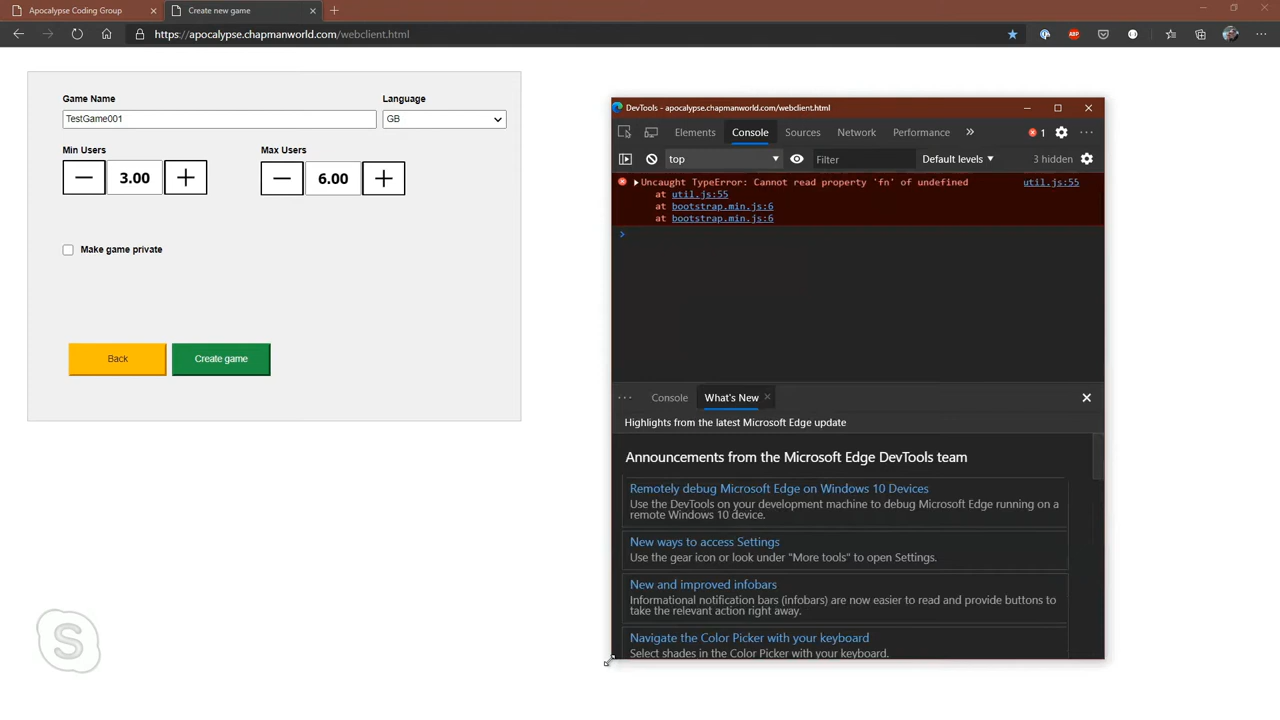 Apocalypse Coding Group
Create new game
https://apocalypse.chapmanworld.com/webclient.html
ABP
Game Name
Language
TestGame001
GB
Min Users
Max Users
3.00
6.00
Make game private
Back
Create game
DevTools - apocalypse.chapmanworld.com/webclient.html
Elements
Console
Sources
Network
Performance
1
top
Filter
Default levels
3 hidden
Uncaught TypeError: Cannot read property 'fn' of undefined
util.js:55
at util.js:55
at bootstrap.min.js:6
at bootstrap.min.js:6
Console
What's New
Highlights from the latest Microsoft Edge update
Announcements from the Microsoft Edge DevTools team
Remotely debug Microsoft Edge on Windows 10 Devices
Use the DevTools on your development machine to debug Microsoft Edge running on a
remote Windows 10 device.
New ways to access Settings
Use the gear icon or look under "More tools" to open Settings.
New and improved infobars
Informational notification bars (infobars) are now easier to read and provide buttons to
take the relevant action right away.
Navigate the Color Picker with your keyboard
Select shades in the Color Picker with your keyboard.
S